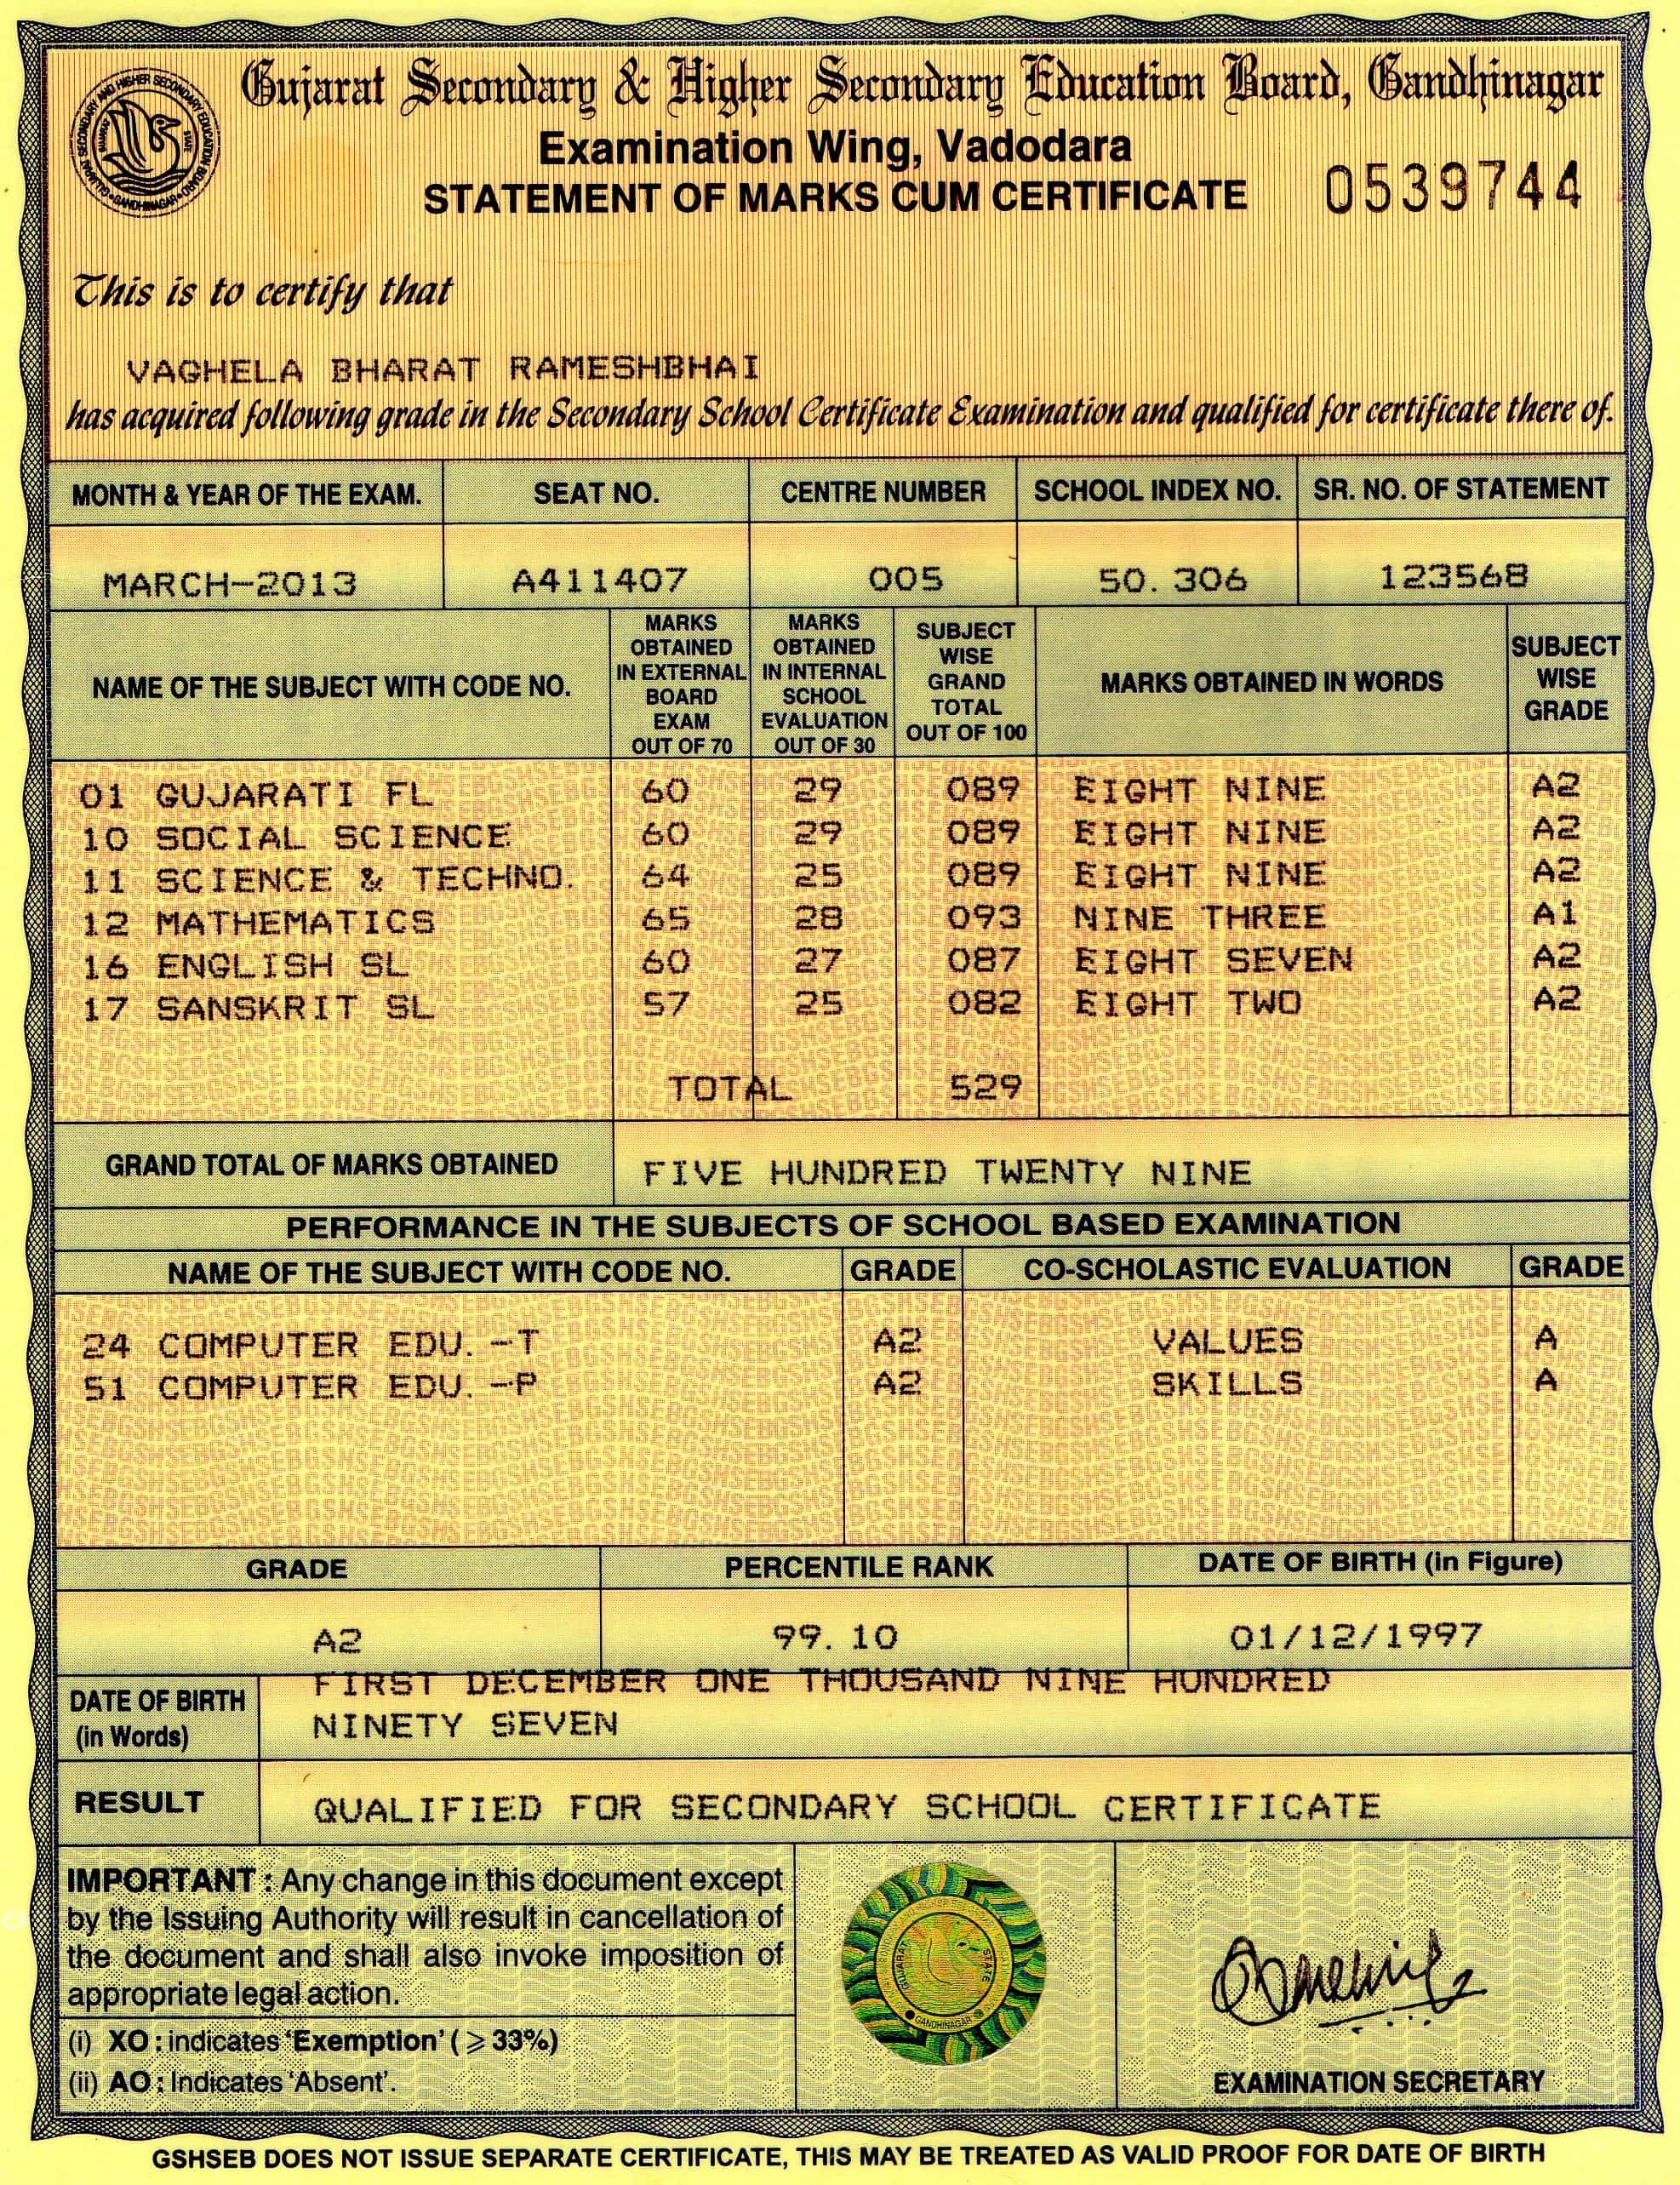 Gujarat Secondary & Higher Secondary Education Board, Gandhinagar
Examination Wing, Vadodara
STATEMENT OF MARKS CUM CERTIFICATE 0539744
GUJARAT SECONDARY AND HIGHER SECONDARY EDUCATION BOARD
GANDHINAGAR
This is to certify that
VAGHELA BHARAT RAMESHBHAI
has acquired following grade in the Secondary School Certificate Examination and qualified for certificate there of.
MONTH & YEAR OF THE EXAM. SEAT NO. CENTRE NUMBER SCHOOL INDEX NO. SR. NO. OF STATEMENT
MARCH-2013 A411407 005 50.306 123568
NAME OF THE SUBJECT WITH CODE NO. MARKS OBTAINED IN EXTERNAL BOARD EXAM OUT OF 70 MARKS OBTAINED IN INTERNAL SCHOOL EVALUATION OUT OF 30 SUBJECT WISE GRAND TOTAL OUT OF 100 MARKS OBTAINED IN WORDS SUBJECT WISE GRADE
01 GUJARATI FL 60 29 089 EIGHT NINE A2
10 SOCIAL SCIENCE 60 29 089 EIGHT NINE A2
11 SCIENCE & TECHNO. 64 25 089 EIGHT NINE A2
12 MATHEMATICS 65 28 093 NINE THREE A1
16 ENGLISH SL 60 27 087 EIGHT SEVEN A2
17 SANSKRIT SL 57 25 082 EIGHT TWO A2
TOTAL 529
GRAND TOTAL OF MARKS OBTAINED FIVE HUNDRED TWENTY NINE
PERFORMANCE IN THE SUBJECTS OF SCHOOL BASED EXAMINATION
NAME OF THE SUBJECT WITH CODE NO. GRADE CO-SCHOLASTIC EVALUATION GRADE
24 COMPUTER EDU. -T A2 VALUES A
51 COMPUTER EDU. -P A2 SKILLS A
GRADE PERCENTILE RANK DATE OF BIRTH (in Figure)
A2 99.10 01/12/1997
DATE OF BIRTH (in Words) FIRST DECEMBER ONE THOUSAND NINE HUNDRED
NINETY SEVEN
RESULT QUALIFIED FOR SECONDARY SCHOOL CERTIFICATE
IMPORTANT : Any change in this document except
by the Issuing Authority will result in cancellation of
the document and shall also invoke imposition of
appropriate legal action.
(i) XO : indicates 'Exemption' ( ⩾ 33%)
(ii) AO : Indicates 'Absent'.
GUJARAT STATE
GANDHINAGAR
EXAMINATION SECRETARY
GSHSEB DOES NOT ISSUE SEPARATE CERTIFICATE, THIS MAY BE TREATED AS VALID PROOF FOR DATE OF BIRTH